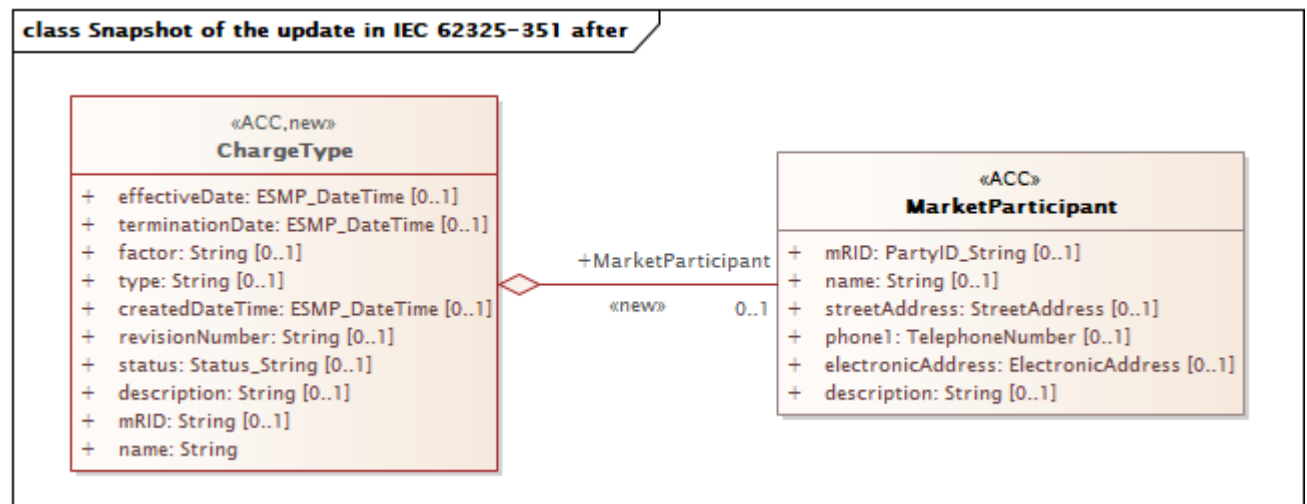 class Snapshot of the update in IEC 62325-351 after
«ACC,new»
ChargeType
+ effectiveDate: ESMP_DateTime [0..1]
+ terminationDate: ESMP_DateTime [0..1]
+ factor: String [0..1]
+ type: String [0..1]
+ createdDateTime: ESMP_DateTime [0..1]
+ revisionNumber: String [0..1]
+ status: Status_String [0..1]
+ description: String [0..1]
+ mRID: String [0..1]
+ name: String
+MarketParticipant
«new» 0..1
«ACC»
MarketParticipant
+ mRID: PartyID_String [0..1]
+ name: String [0..1]
+ streetAddress: StreetAddress [0..1]
+ phone1: TelephoneNumber [0..1]
+ electronicAddress: ElectronicAddress [0..1]
+ description: String [0..1]